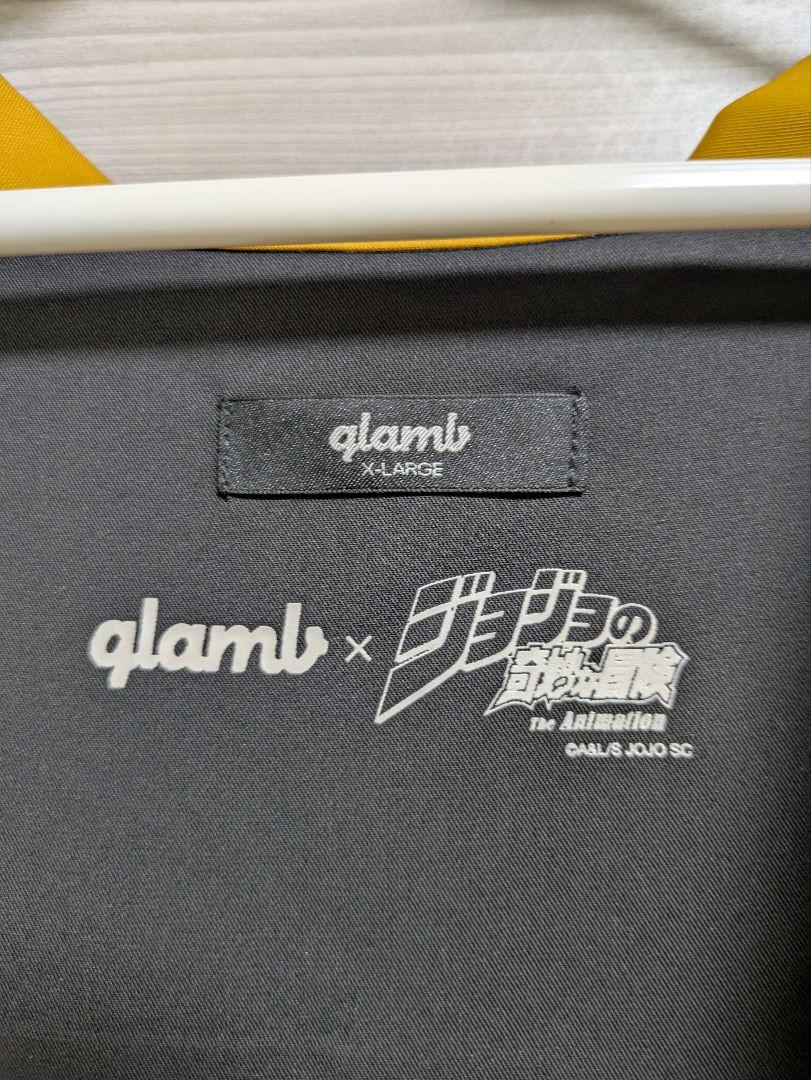 glamb
X-LARGE
glamb × ジョジョの
奇妙な冒険
The Animation
©A&L/S JOJO SC